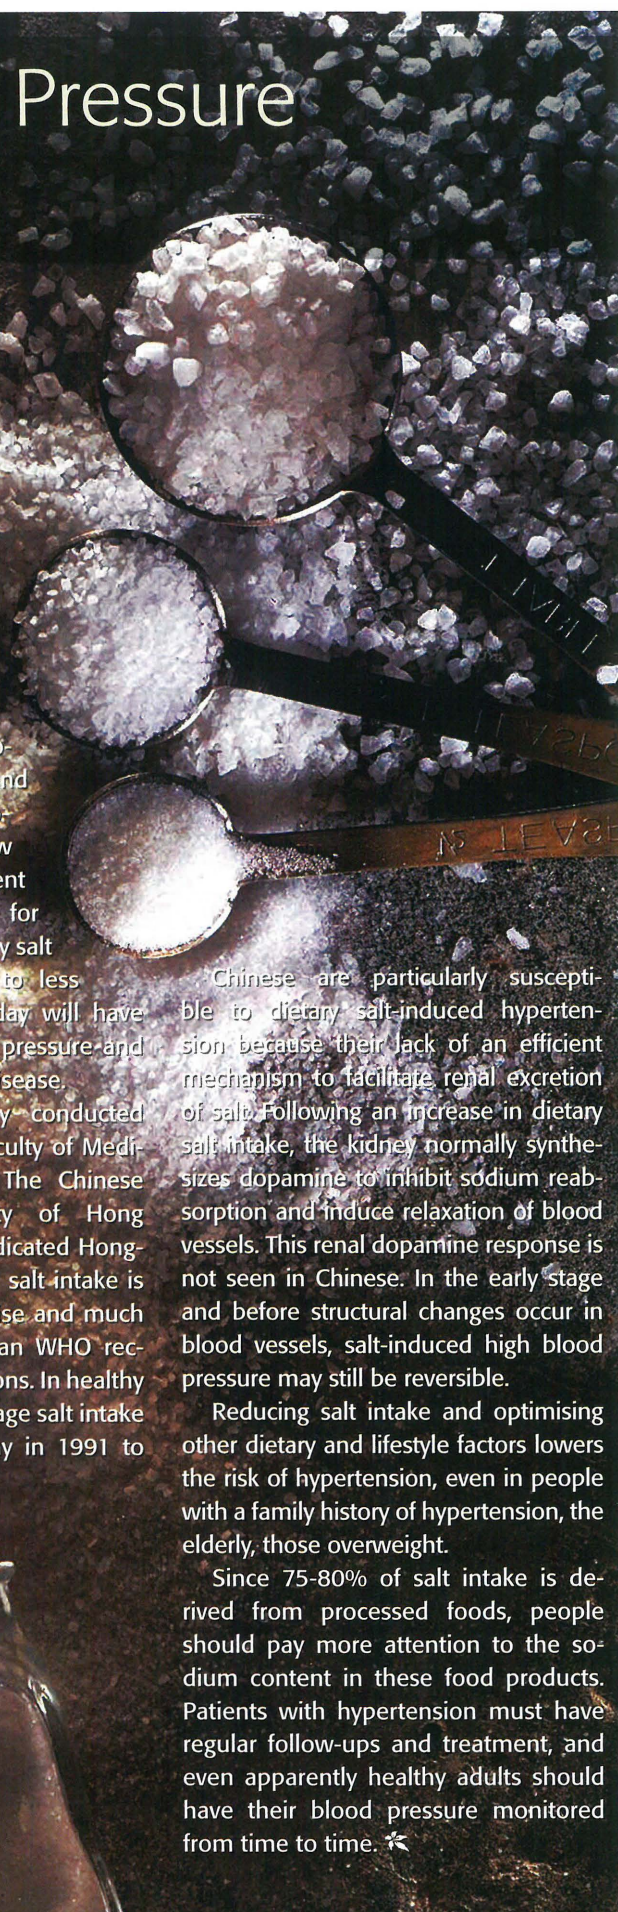 Pressure
TEASPO
½ TEASP
nd
w
ent
for
y salt
to less
day will have
pressure and
sease.
y conducted
culty of Medi-
The Chinese
ty of Hong
dicated Hong-
salt intake is
se and much
an WHO rec-
ons. In healthy
age salt intake
y in 1991 to
Chinese are particularly suscepti-
ble to dietary salt-induced hyperten-
sion because their lack of an efficient
mechanism to facilitate renal excretion
of salt. Following an increase in dietary
salt intake, the kidney normally synthe-
sizes dopamine to inhibit sodium reab-
sorption and induce relaxation of blood
vessels. This renal dopamine response is
not seen in Chinese. In the early stage
and before structural changes occur in
blood vessels, salt-induced high blood
pressure may still be reversible.
Reducing salt intake and optimising
other dietary and lifestyle factors lowers
the risk of hypertension, even in people
with a family history of hypertension, the
elderly, those overweight.
Since 75-80% of salt intake is de-
rived from processed foods, people
should pay more attention to the so-
dium content in these food products.
Patients with hypertension must have
regular follow-ups and treatment, and
even apparently healthy adults should
have their blood pressure monitored
from time to time.